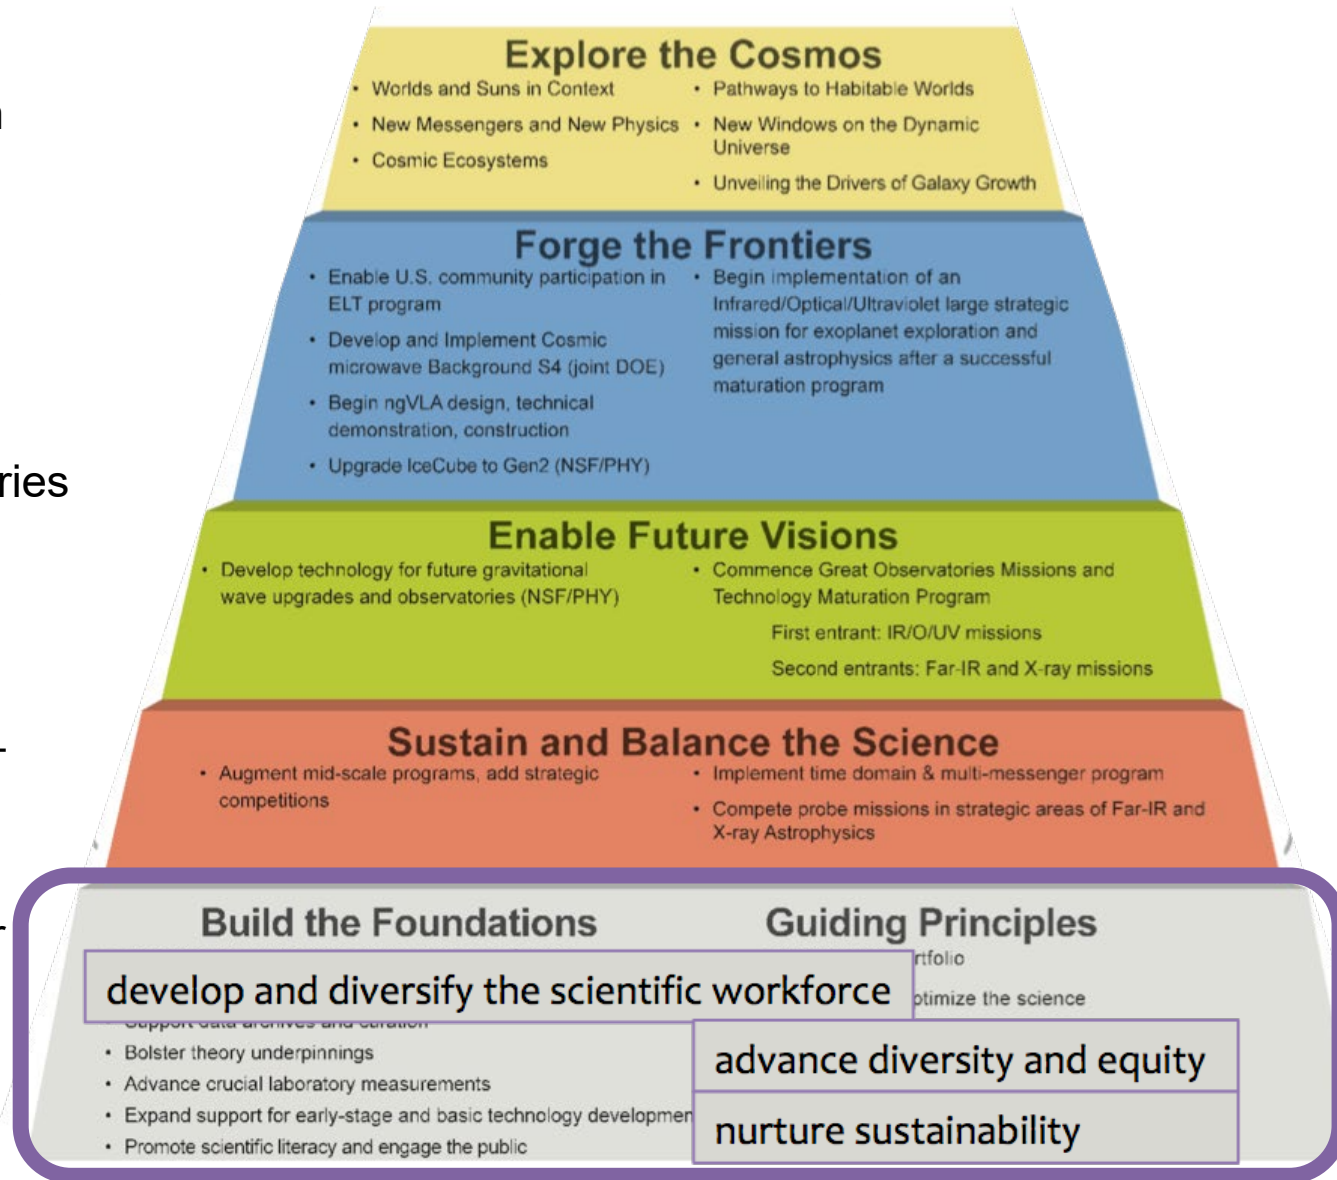 ries
Explore the Cosmos
• Worlds and Suns in Context
• New Messengers and New Physics
• Cosmic Ecosystems
• Pathways to Habitable Worlds
• New Windows on the Dynamic
Universe
• Unveiling the Drivers of Galaxy Growth
Forge the Frontiers
• Enable U.S. community participation in
ELT program
• Develop and Implement Cosmic
microwave Background S4 (joint DOE)
• Begin ngVLA design, technical
demonstration, construction
• Upgrade IceCube to Gen2 (NSF/PHY)
• Begin implementation of an
Infrared/Optical/Ultraviolet large strategic
mission for exoplanet exploration and
general astrophysics after a successful
maturation program
Enable Future Visions
• Develop technology for future gravitational
wave upgrades and observatories (NSF/PHY)
• Commence Great Observatories Missions and
Technology Maturation Program
First entrant: IR/O/UV missions
Second entrants: Far-IR and X-ray missions
Sustain and Balance the Science
• Augment mid-scale programs, add strategic
competitions
• Implement time domain & multi-messenger program
• Compete probe missions in strategic areas of Far-IR and
X-ray Astrophysics
Build the Foundations
develop and diversify the scientific workforce
• Support data archives and curation
• Bolster theory underpinnings
• Advance crucial laboratory measurements
• Expand support for early-stage and basic technology developmen
• Promote scientific literacy and engage the public
Guiding Principles
rtfolio
ptimize the science
advance diversity and equity
nurture sustainability